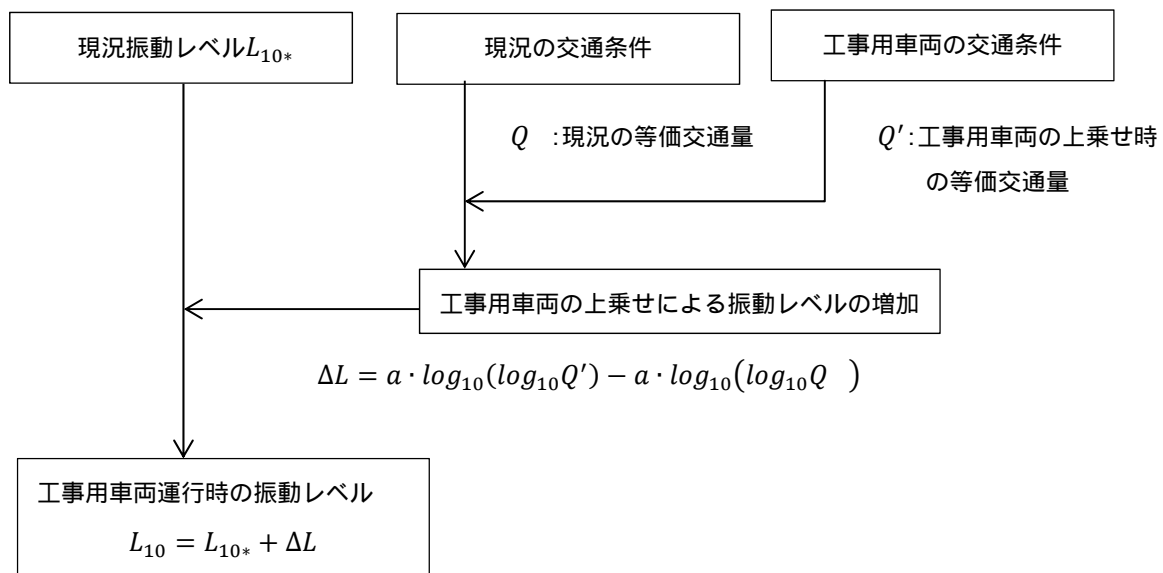 現況振動レベルL₁₀*
現況の交通条件
工事用車両の交通条件
Q :現況の等価交通量
Q′:工事用車両の上乗せ時
の等価交通量
工事用車両の上乗せによる振動レベルの増加
ΔL = a · log₁₀(log₁₀Q′) − a · log₁₀(log₁₀Q )
工事用車両運行時の振動レベル
L₁₀ = L₁₀* + ΔL